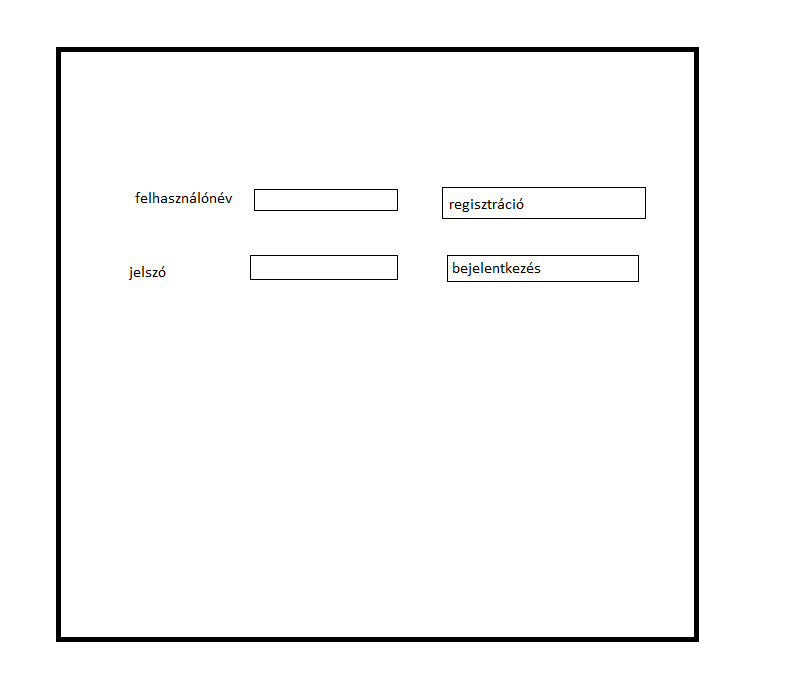 felhasználónév
regisztráció
jelszó
bejelentkezés